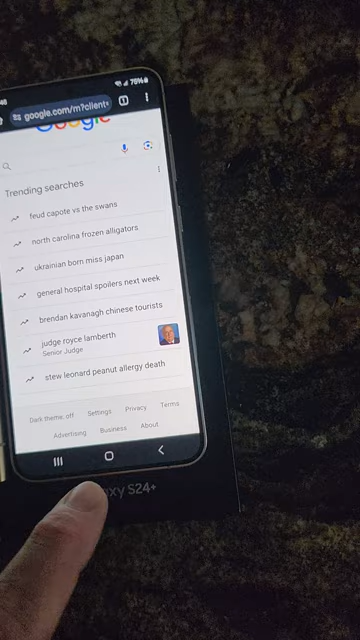 75%
google.com/m?client
1
Google
Trending searches
feud capote vs the swans
north carolina frozen alligators
ukrainian born miss japan
general hospital spoilers next week
brendan kavanagh chinese tourists
judge royce lamberth
Senior Judge
stew leonard peanut allergy death
Dark theme: off Settings Privacy Terms
Advertising Business About
S24+